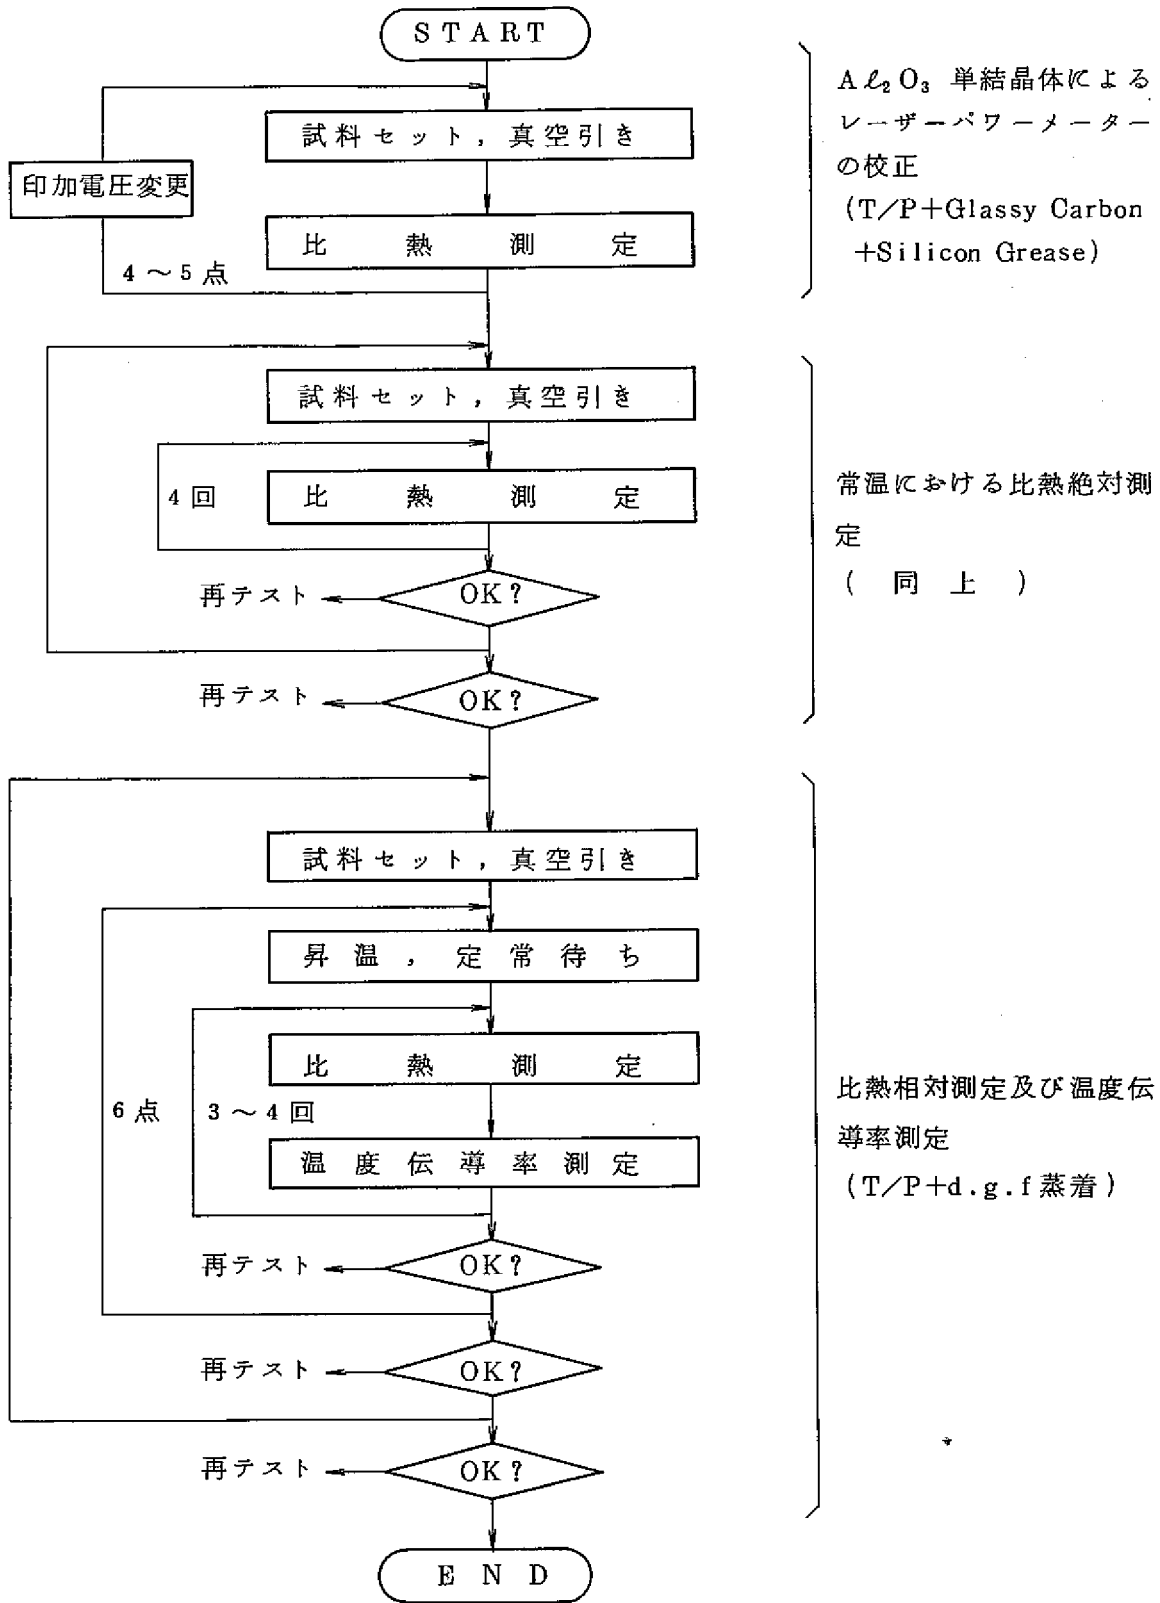 START
試料セット,真空引き
印加電圧変更
比熱測定
4～5点
Aℓ₂O₃ 単結晶体による
レーザーパワーメーター
の校正
(T/P+Glassy Carbon
+Silicon Grease)
試料セット,真空引き
4回
比熱測定
再テスト
OK?
再テスト
OK?
常温における比熱絶対測
定
(同上)
試料セット,真空引き
昇温,定常待ち
比熱測定
6点
3～4回
温度伝導率測定
再テスト
OK?
再テスト
OK?
再テスト
OK?
比熱相対測定及び温度伝
導率測定
(T/P+d.g.f蒸着)
END